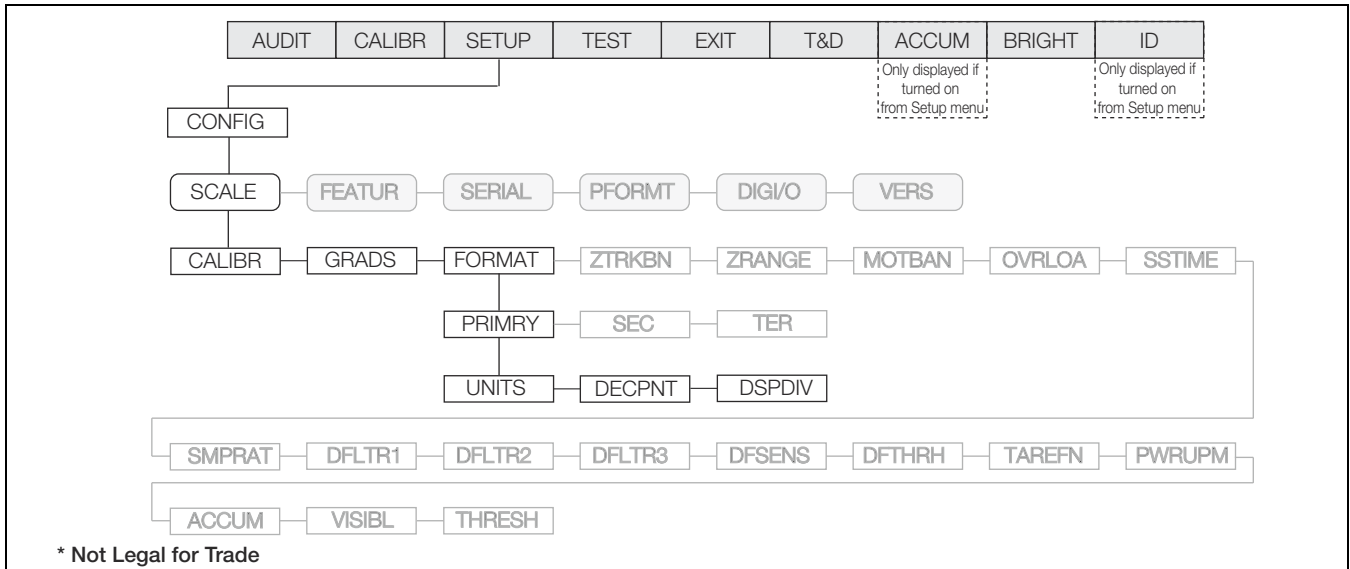 AUDIT CALIBR SETUP TEST EXIT T&D ACCUM BRIGHT ID
Only displayed if
turned on
from Setup menu
Only displayed if
turned on
from Setup menu
CONFIG
SCALE FEATUR SERIAL PFORMT DIGI/O VERS
CALIBR GRADS FORMAT ZTRKBN ZRANGE MOTBAN OVRLOA SSTIME
PRIMRY SEC TER
UNITS DECPNT DSPDIV
SMPRAT DFLTR1 DFLTR2 DFLTR3 DFSENS DFTHRH TAREFN PWRUPM
ACCUM VISIBL THRESH
* Not Legal for Trade